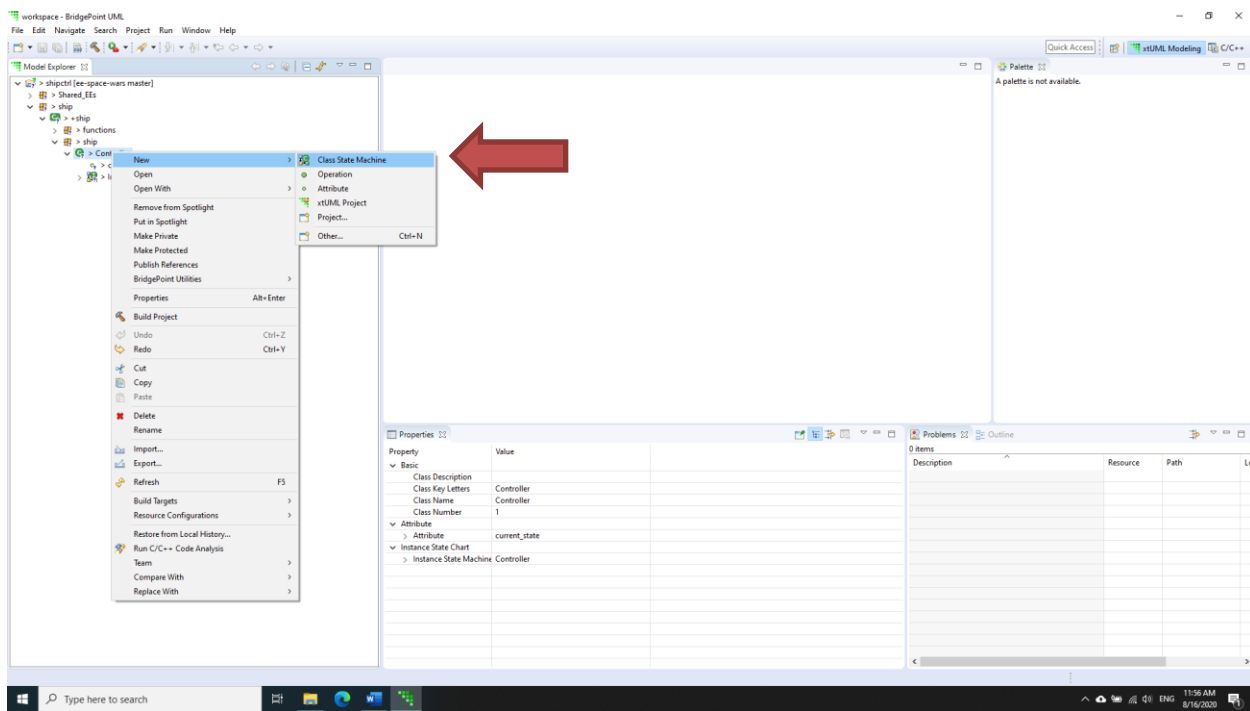 workspace - BridgePoint UML
File Edit Navigate Search Project Run Window Help
Quick Access xtUML Modeling C/C++
Model Explorer
> shipctrl [ee-space-wars master]
> Shared_EEs
> ship
> +ship
> functions
> ship
> Cont
> c
> I
New
Open
Open With
Remove from Spotlight
Put in Spotlight
Make Private
Make Protected
Publish References
BridgePoint Utilities
Properties Alt+Enter
Build Project
Undo Ctrl+Z
Redo Ctrl+Y
Cut
Copy
Paste
Delete
Rename
Import...
Export...
Refresh F5
Build Targets
Resource Configurations
Restore from Local History...
Run C/C++ Code Analysis
Team
Compare With
Replace With
Class State Machine
Operation
Attribute
xtUML Project
Project...
Other... Ctrl+N
Palette
A palette is not available.
Properties
Property Value
Basic
Class Description
Class Key Letters Controller
Class Name Controller
Class Number 1
Attribute
Attribute current_state
Instance State Chart
Instance State Machine Controller
Problems Outline
0 items
Description Resource Path
Type here to search
ENG 11:56 AM
8/16/2020